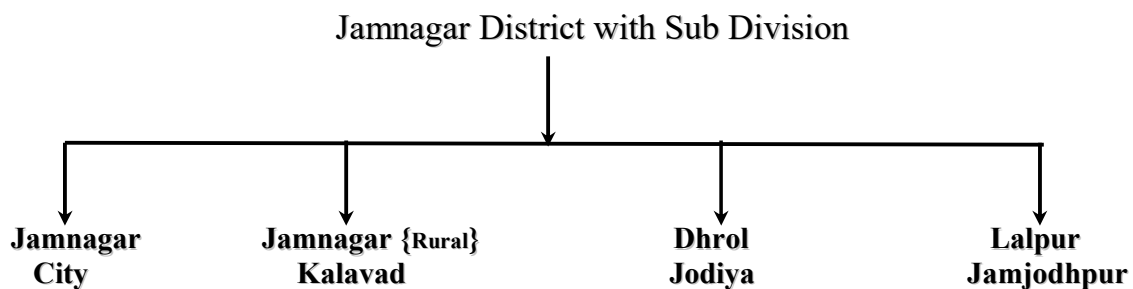 Jamnagar District with Sub Division
Jamnagar
City
Jamnagar {Rural}
Kalavad
Dhrol
Jodiya
Lalpur
Jamjodhpur